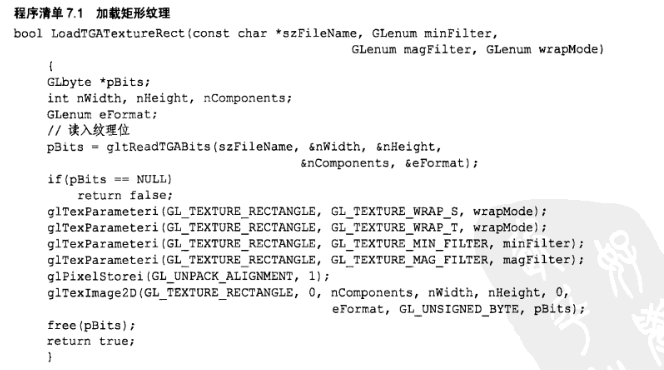 程序清单 7.1 加载矩形纹理
bool LoadTGATextureRect(const char *szFileName, GLenum minFilter,
GLenum magFilter, GLenum wrapMode)
{
GLbyte *pBits;
int nWidth, nHeight, nComponents;
GLenum eFormat;
// 读入纹理位
pBits = gltReadTGABits(szFileName, &nWidth, &nHeight,
&nComponents, &eFormat);
if(pBits == NULL)
return false;
glTexParameteri(GL_TEXTURE_RECTANGLE, GL_TEXTURE_WRAP_S, wrapMode);
glTexParameteri(GL_TEXTURE_RECTANGLE, GL_TEXTURE_WRAP_T, wrapMode);
glTexParameteri(GL_TEXTURE_RECTANGLE, GL_TEXTURE_MIN_FILTER, minFilter);
glTexParameteri(GL_TEXTURE_RECTANGLE, GL_TEXTURE_MAG_FILTER, magFilter);
glPixelStorei(GL_UNPACK_ALIGNMENT, 1);
glTexImage2D(GL_TEXTURE_RECTANGLE, 0, nComponents, nWidth, nHeight, 0,
eFormat, GL_UNSIGNED_BYTE, pBits);
free(pBits);
return true;
}